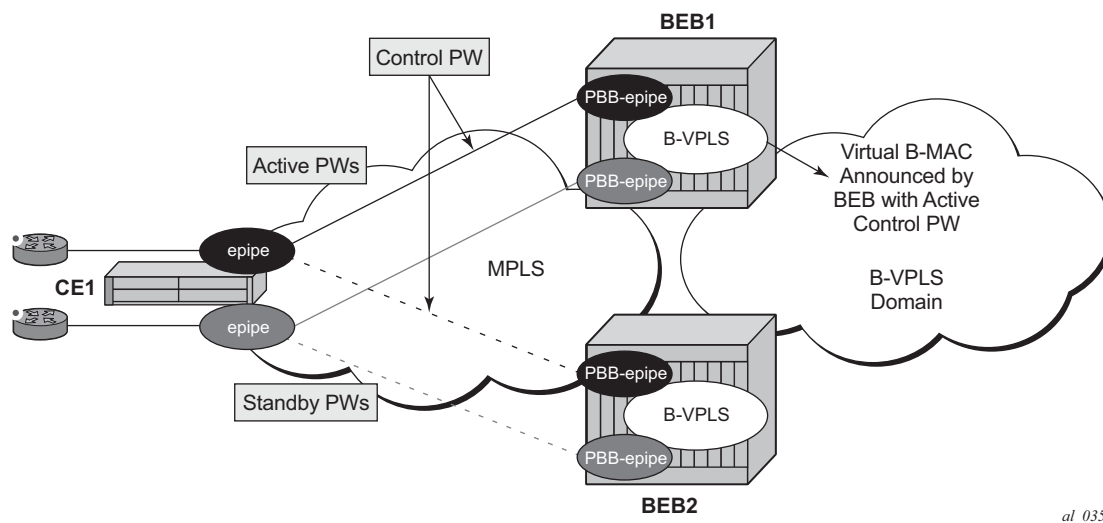 BEB1
Control PW
PBB-epipe
B-VPLS
Active PWs
PBB-epipe
Virtual B-MAC
Announced by
BEB with Active
Control PW
epipe
MPLS
CE1
B-VPLS
Domain
epipe
PBB-epipe
Standby PWs
B-VPLS
PBB-epipe
BEB2
al_035